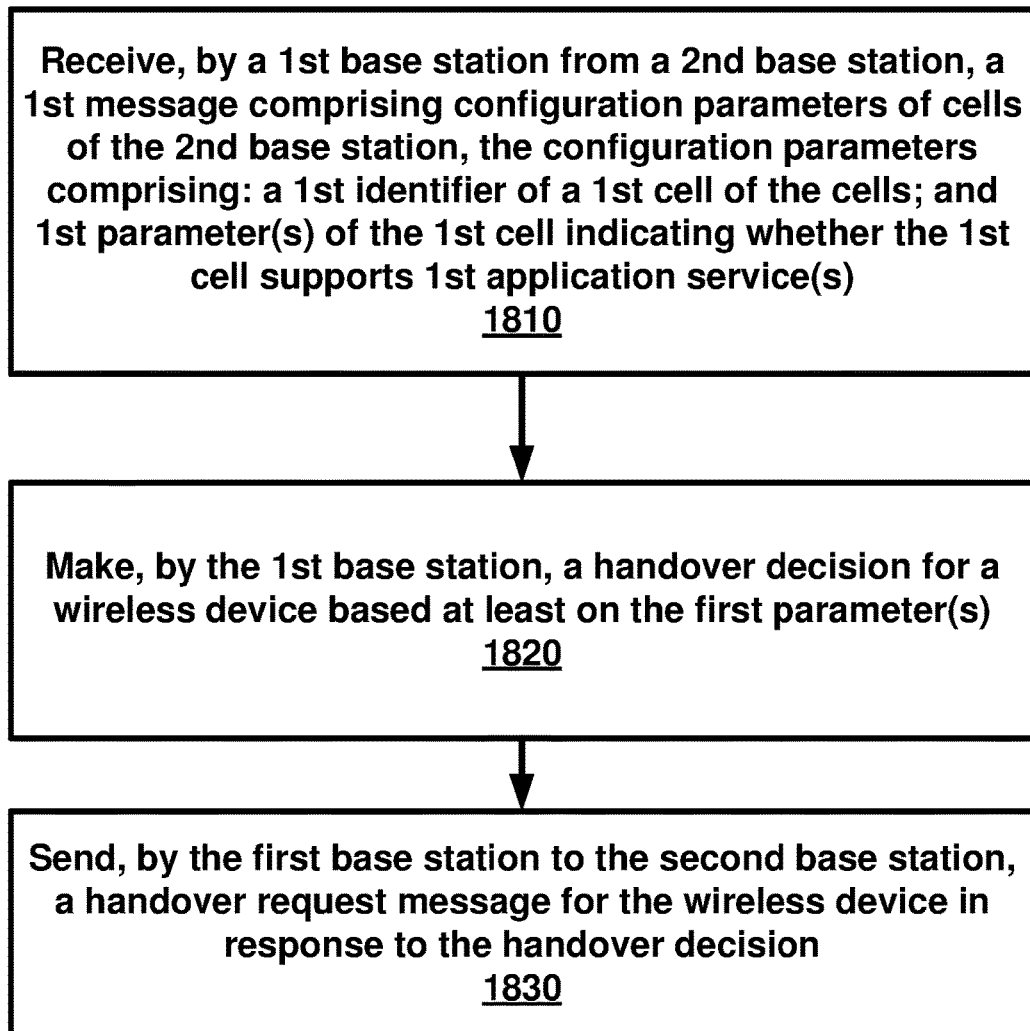 Receive, by a 1st base station from a 2nd base station, a
1st message comprising configuration parameters of cells
of the 2nd base station, the configuration parameters
comprising: a 1st identifier of a 1st cell of the cells; and
1st parameter(s) of the 1st cell indicating whether the 1st
cell supports 1st application service(s)
1810
Make, by the 1st base station, a handover decision for a
wireless device based at least on the first parameter(s)
1820
Send, by the first base station to the second base station,
a handover request message for the wireless device in
response to the handover decision
1830